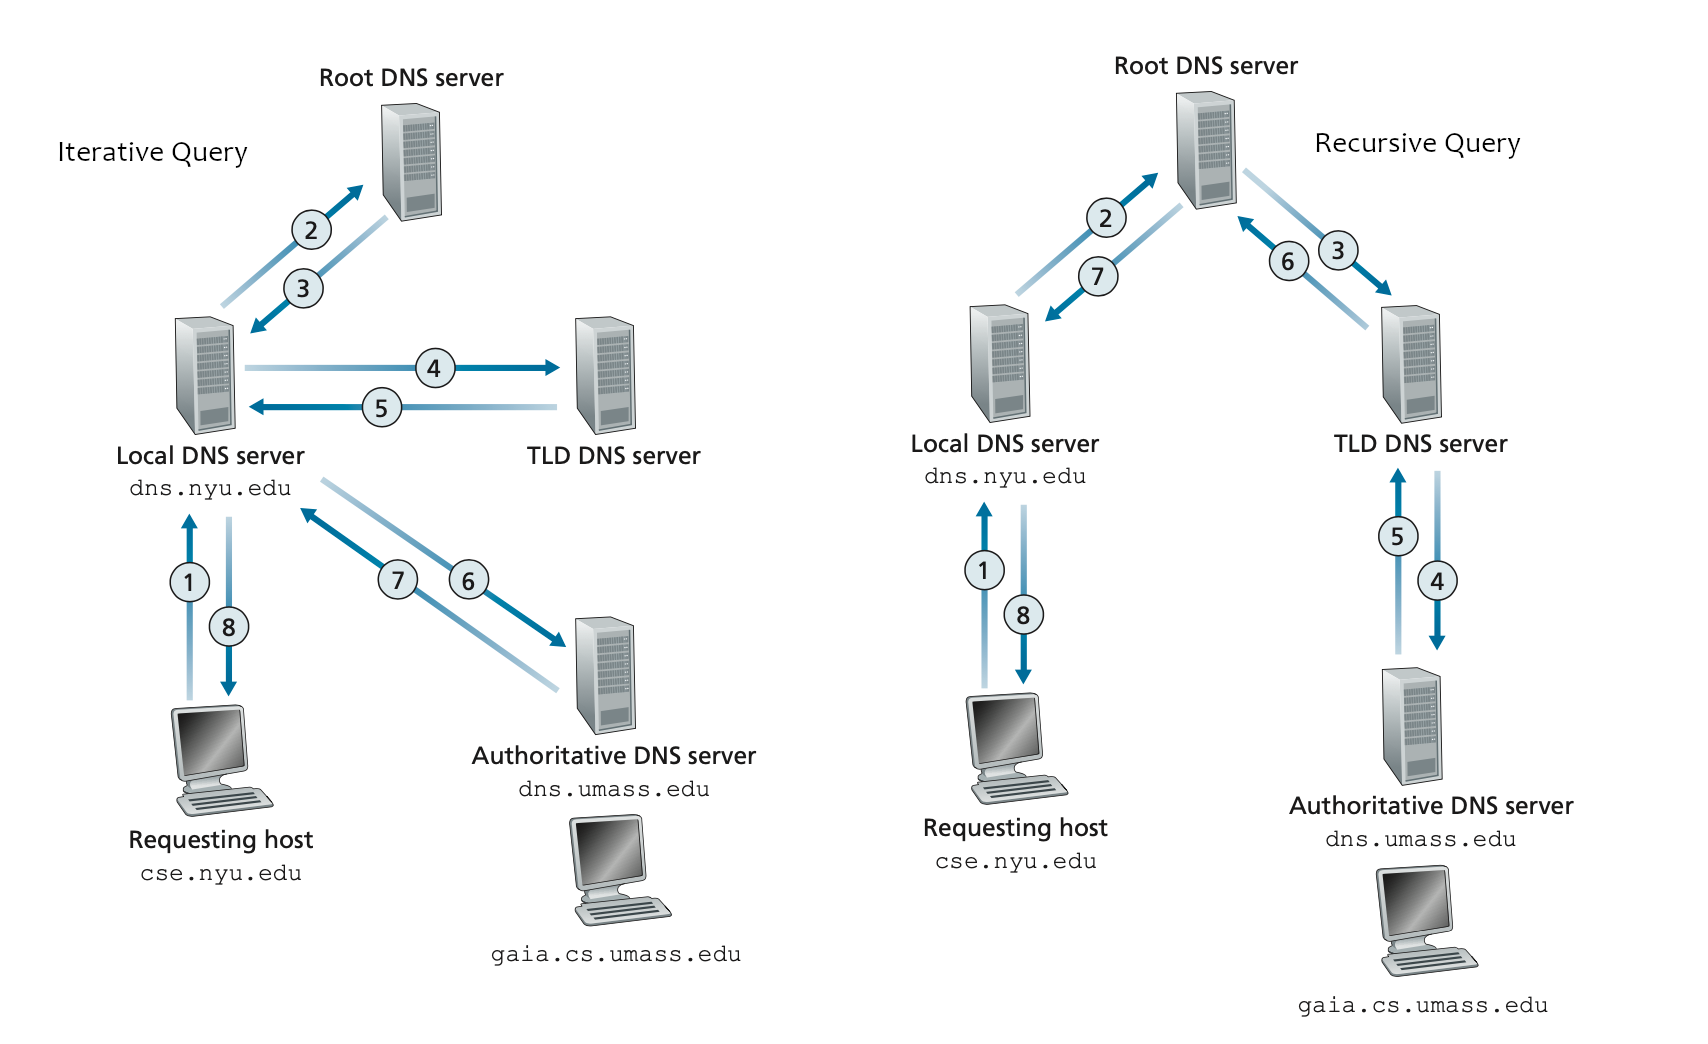 Root DNS server
Iterative Query
2
3
4
5
Local DNS server
dns.nyu.edu
TLD DNS server
1
8
7
6
Authoritative DNS server
dns.umass.edu
Requesting host
cse.nyu.edu
gaia.cs.umass.edu
Root DNS server
Recursive Query
2
7
6
3
Local DNS server
dns.nyu.edu
TLD DNS server
1
8
5
4
Requesting host
cse.nyu.edu
Authoritative DNS server
dns.umass.edu
gaia.cs.umass.edu